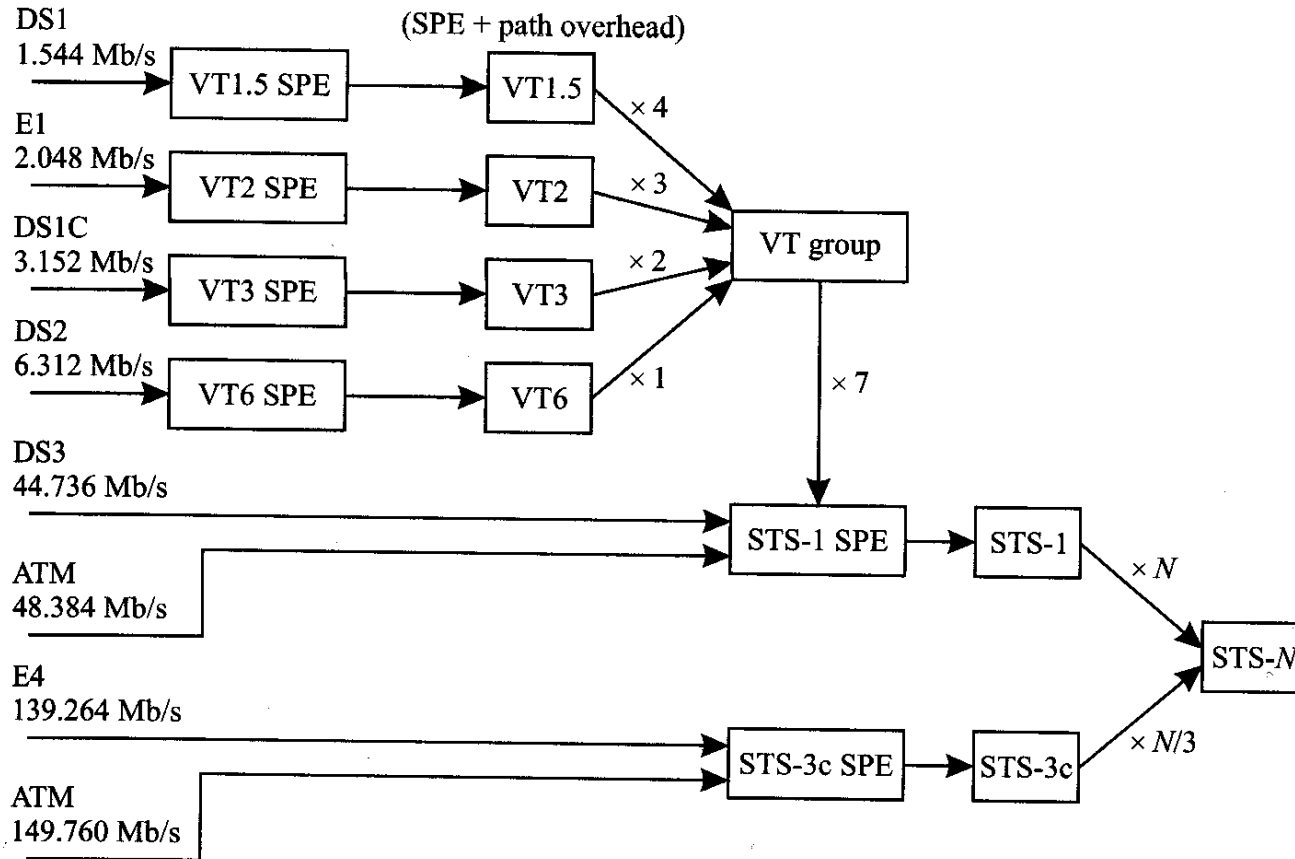 DS1
1.544 Mb/s
(SPE + path overhead)
VT1.5 SPE
VT1.5
× 4
E1
2.048 Mb/s
VT2 SPE
VT2
× 3
DS1C
3.152 Mb/s
VT3 SPE
VT3
× 2
VT group
DS2
6.312 Mb/s
VT6 SPE
VT6
× 1
× 7
DS3
44.736 Mb/s
STS-1 SPE
STS-1
× N
ATM
48.384 Mb/s
STS-N
E4
139.264 Mb/s
STS-3c SPE
STS-3c
× N/3
ATM
149.760 Mb/s